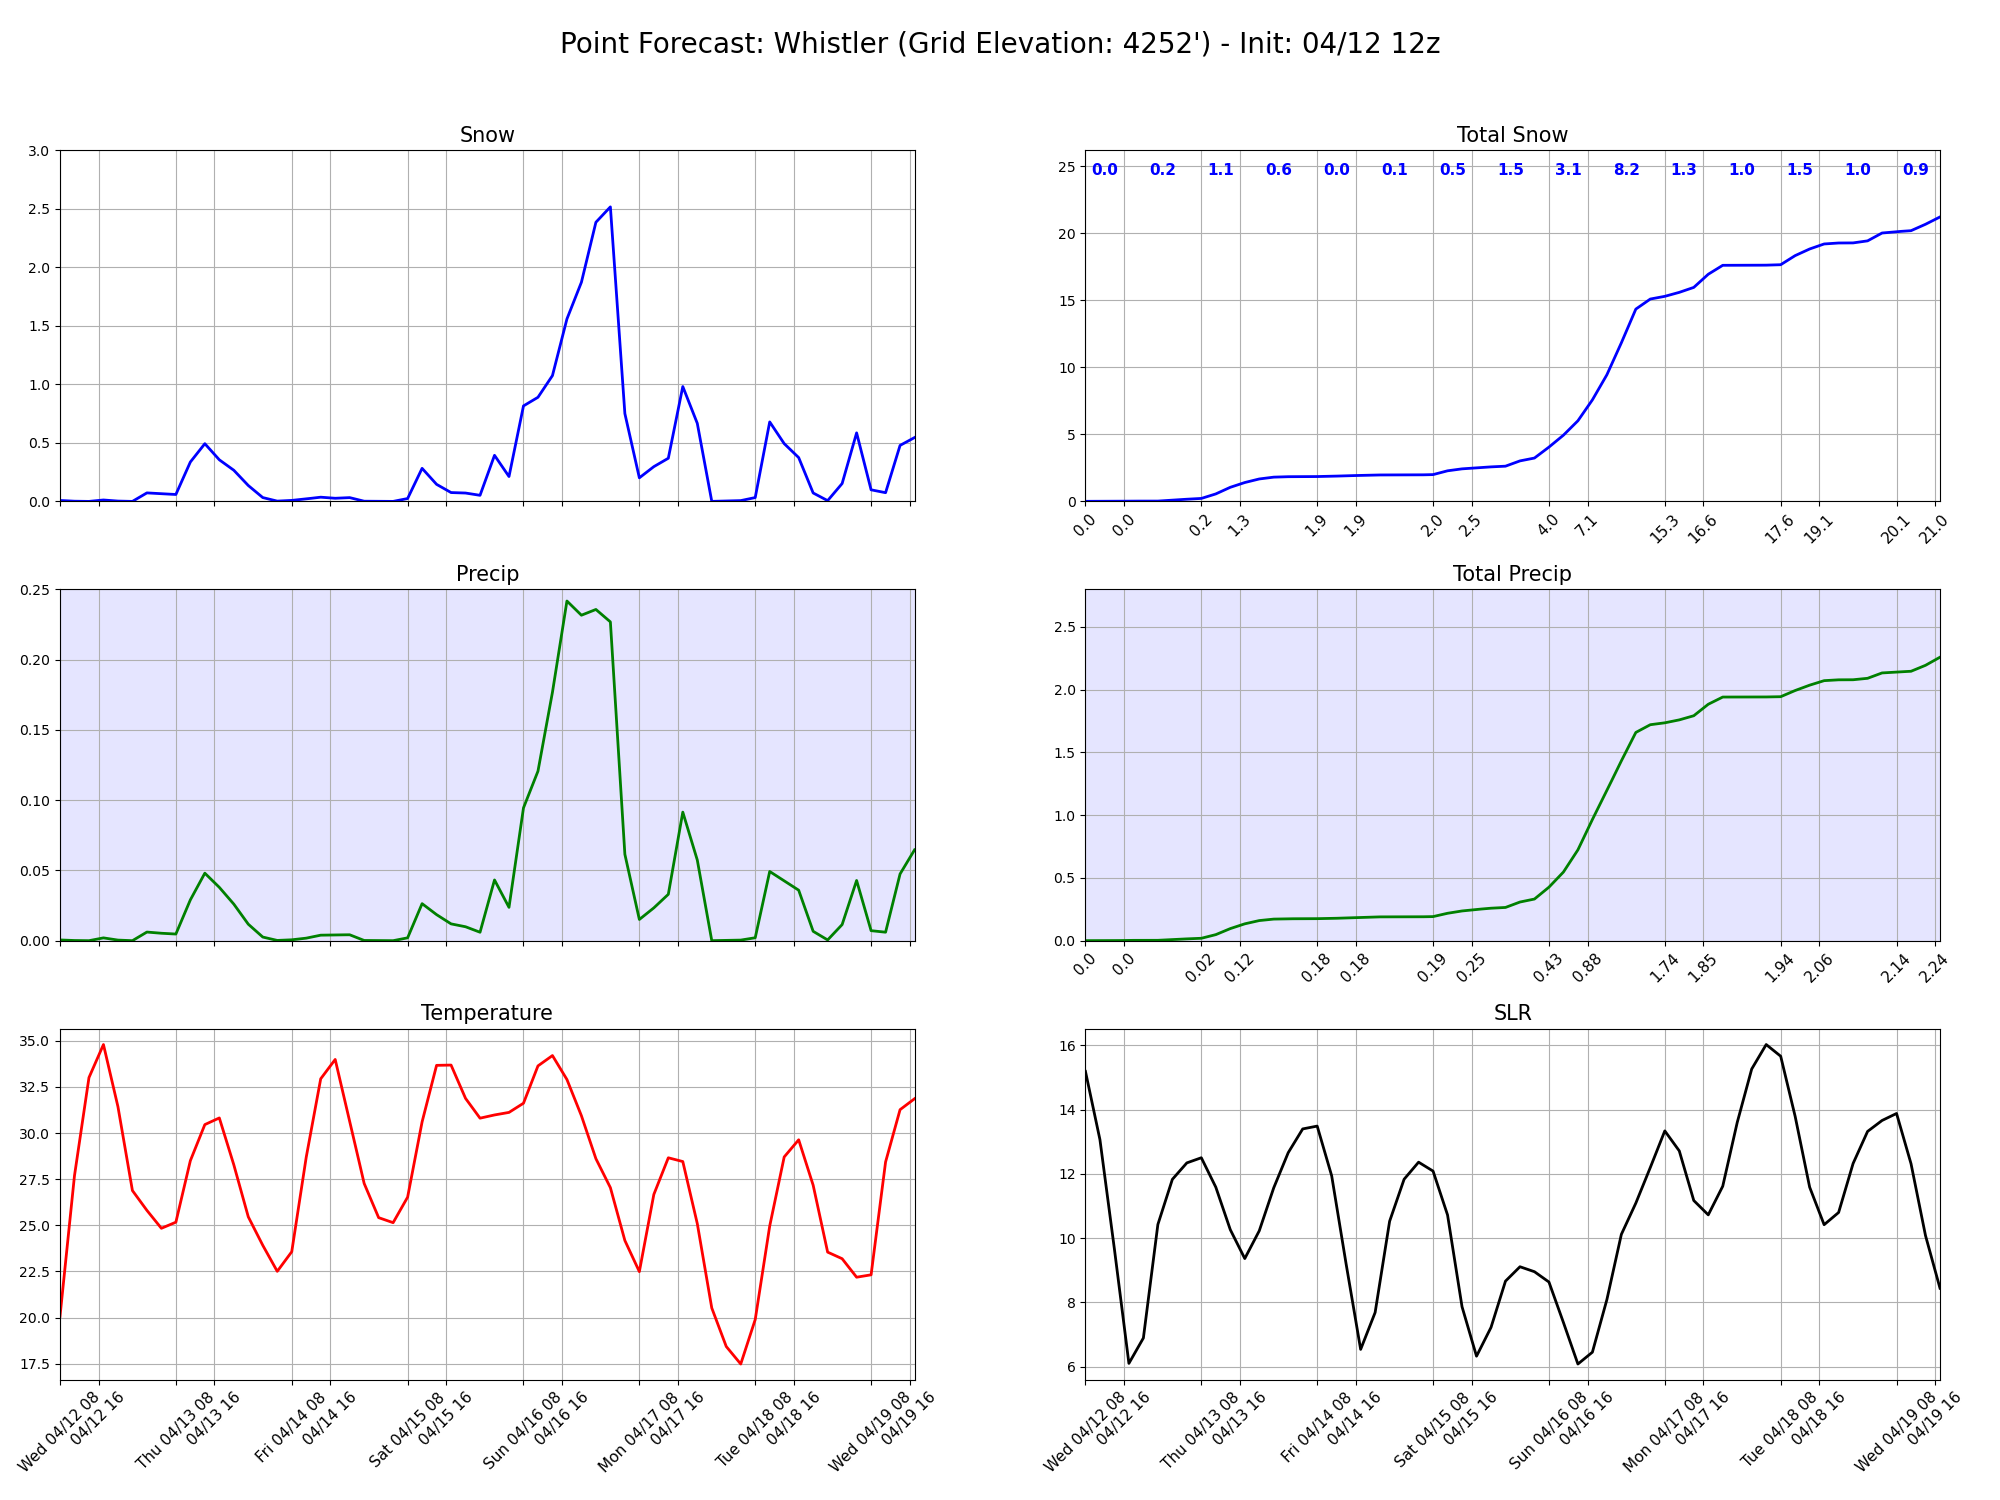 Point Forecast: Whistler (Grid Elevation: 4252') - Init: 04/12 12z
Snow
3.0
2.5
2.0
1.5
1.0
0.5
0.0
Total Snow
25
20
15
10
5
0
0.0 0.2 1.1 0.6 0.0 0.1 0.5 1.5 3.1 8.2 1.3 1.0 1.5 1.0 0.9
0.0 0.0 0.2 1.3 1.9 1.9 2.0 2.5 4.0 7.1 15.3 16.6 17.6 19.1 20.1 21.0
Precip
0.25
0.20
0.15
0.10
0.05
0.00
Total Precip
2.5
2.0
1.5
1.0
0.5
0.0
0.0 0.0 0.02 0.12 0.18 0.18 0.19 0.25 0.43 0.88 1.74 1.85 1.94 2.06 2.14 2.24
Temperature
35.0
32.5
30.0
27.5
25.0
22.5
20.0
17.5
Wed 04/12 08
04/12 16
Thu 04/13 08
04/13 16
Fri 04/14 08
04/14 16
Sat 04/15 08
04/15 16
Sun 04/16 08
04/16 16
Mon 04/17 08
04/17 16
Tue 04/18 08
04/18 16
Wed 04/19 08
04/19 16
SLR
16
14
12
10
8
6
Wed 04/12 08
04/12 16
Thu 04/13 08
04/13 16
Fri 04/14 08
04/14 16
Sat 04/15 08
04/15 16
Sun 04/16 08
04/16 16
Mon 04/17 08
04/17 16
Tue 04/18 08
04/18 16
Wed 04/19 08
04/19 16